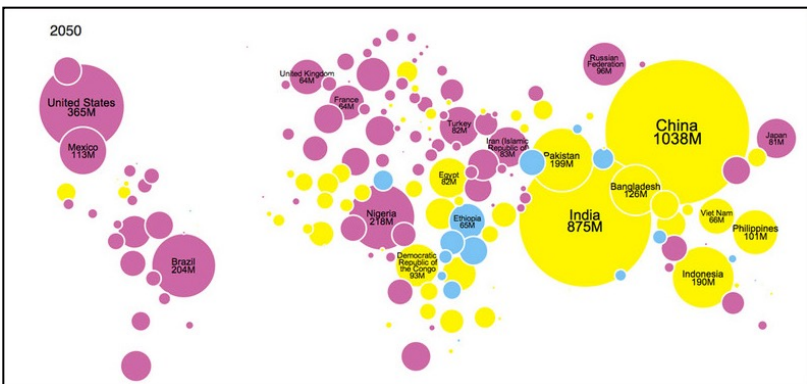 2050
United States
365M
Mexico
113M
Brazil
204M
United Kingdom
64M
France
64M
Nigeria
218M
Democratic
Republic of
the Congo
93M
Egypt
82M
Ethiopia
65M
Turkey
82M
Iran (Islamic
Republic of
83M
Russian
Federation
96M
Pakistan
199M
India
875M
Bangladesh
126M
China
1038M
Japan
81M
Viet Nam
66M
Philippines
101M
Indonesia
190M